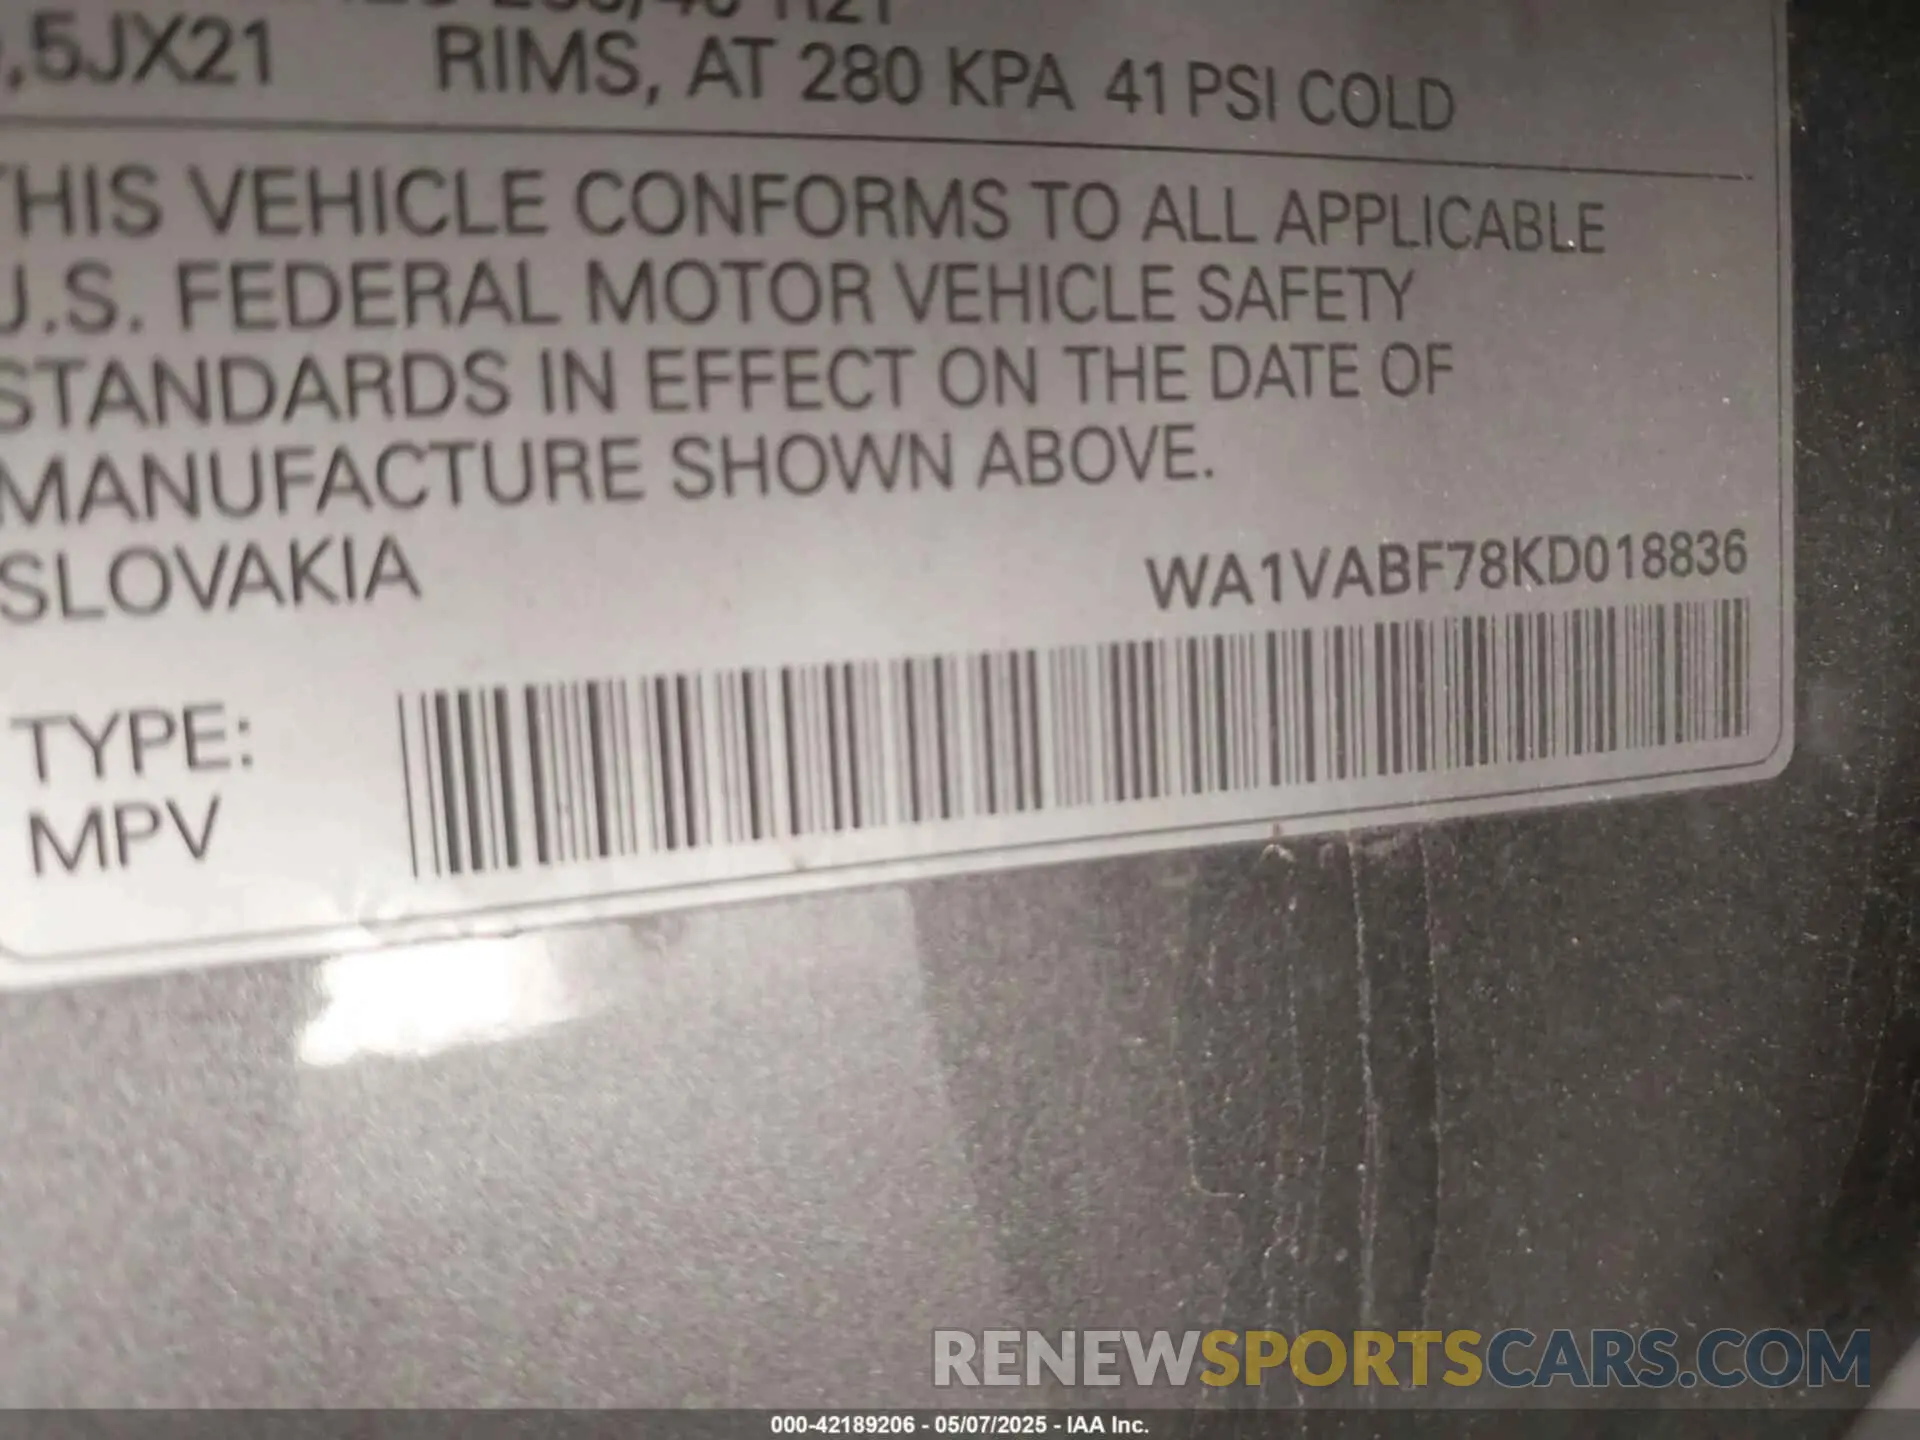 R21
,5JX21 RIMS, AT 280 KPA 41 PSI COLD
THIS VEHICLE CONFORMS TO ALL APPLICABLE
U.S. FEDERAL MOTOR VEHICLE SAFETY
STANDARDS IN EFFECT ON THE DATE OF
MANUFACTURE SHOWN ABOVE.
SLOVAKIA WA1VABF78KD018836
TYPE:
MPV
RENEWSPORTSCARS.COM
000-42189206 - 05/07/2025 - IAA Inc.